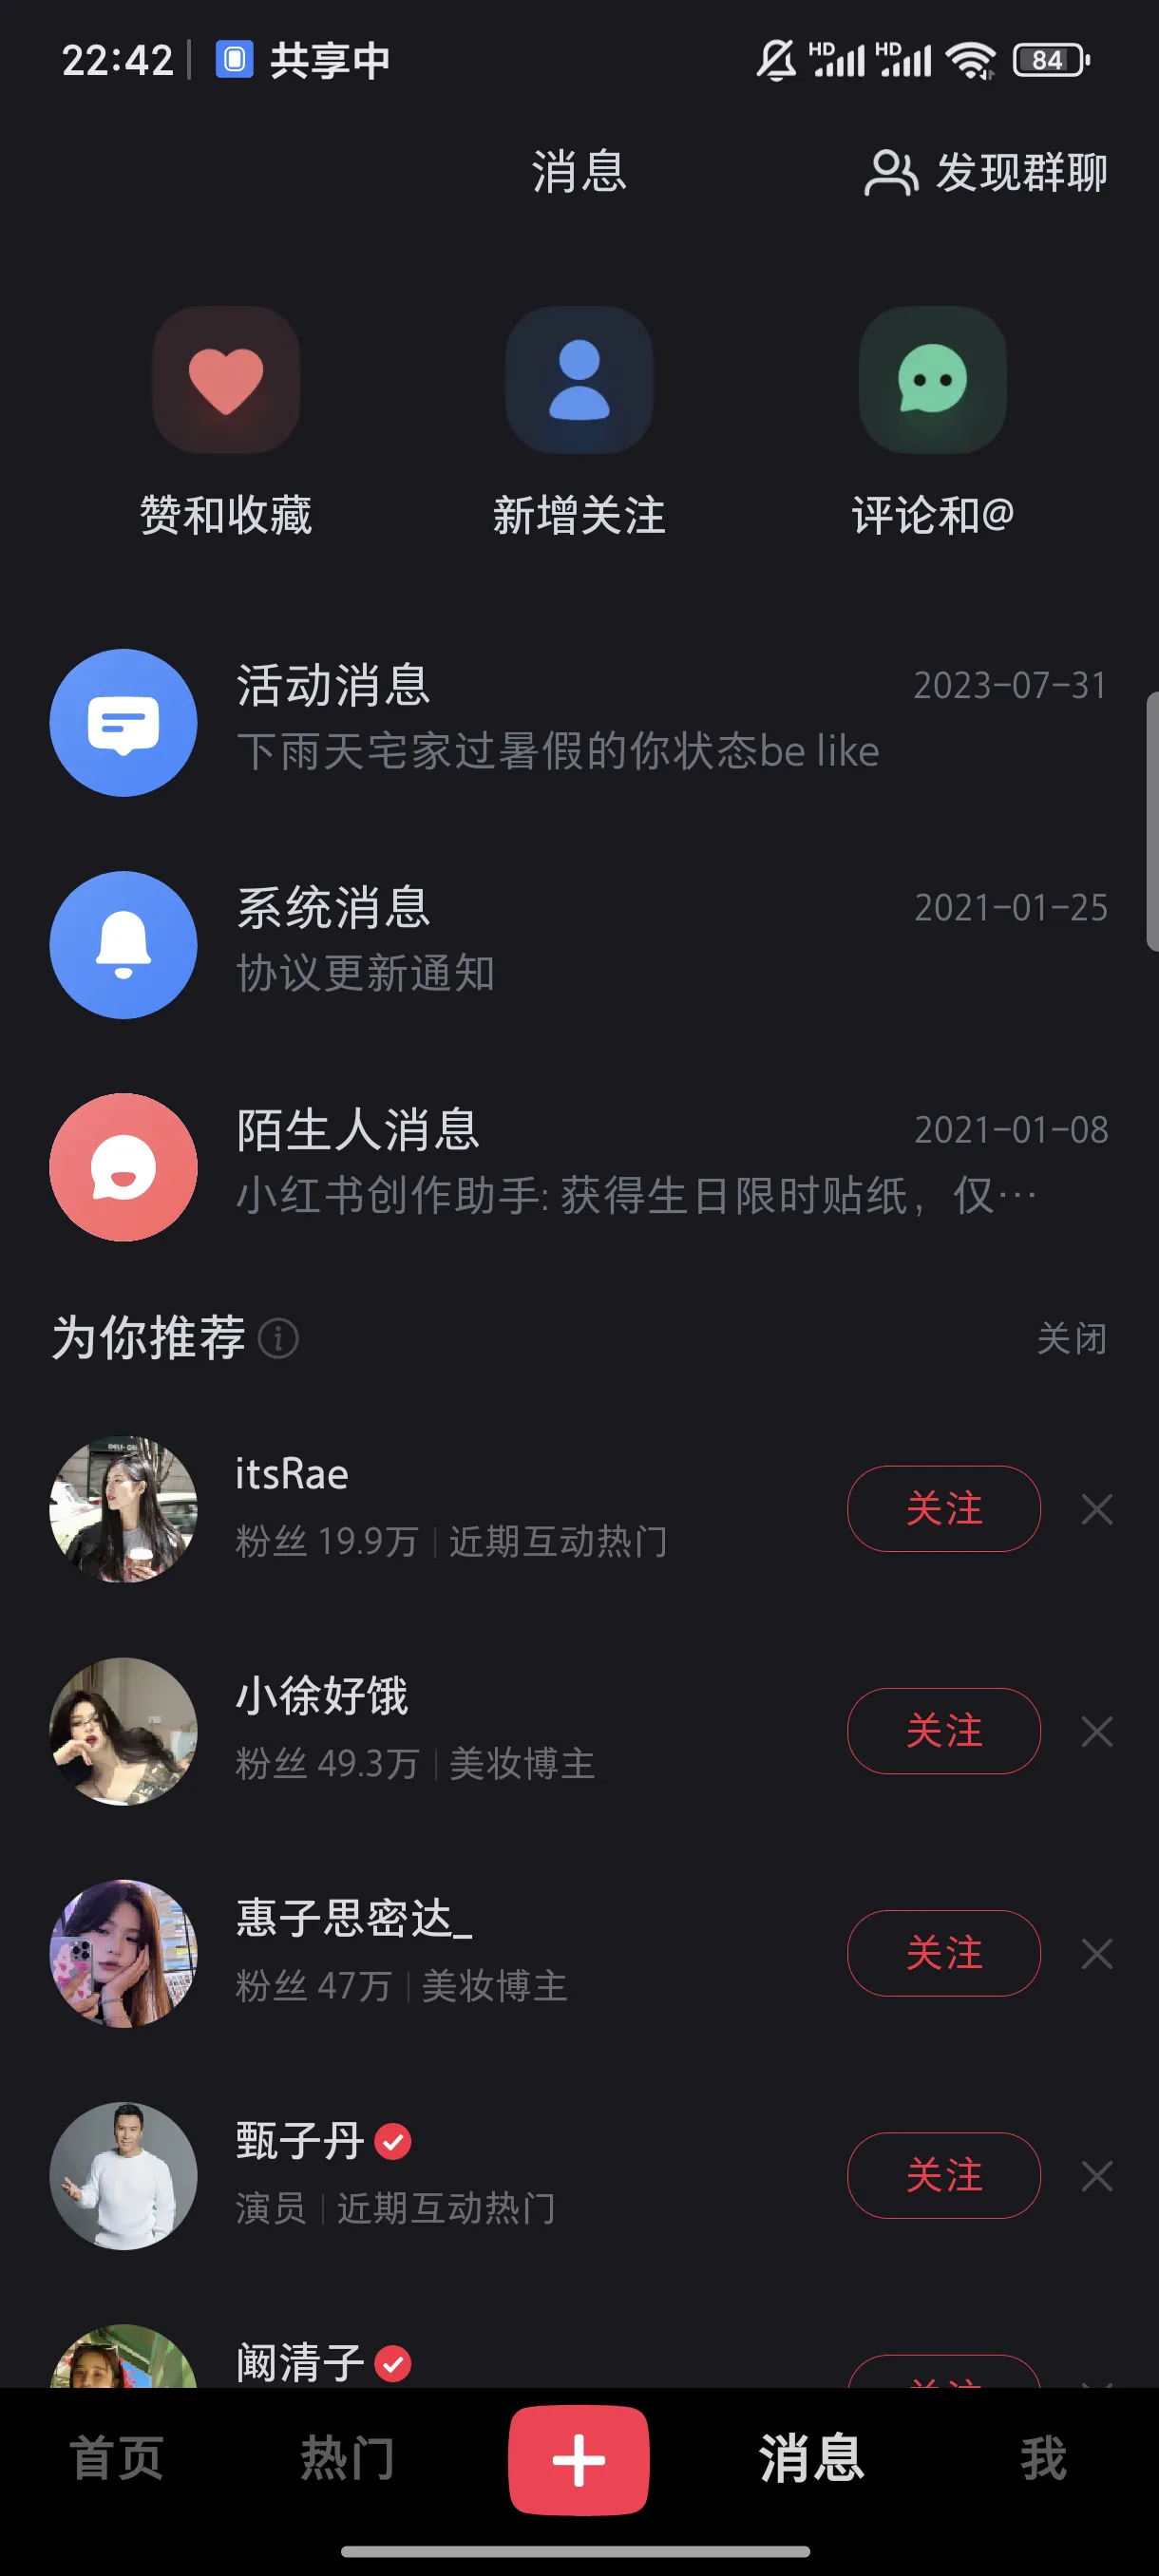 22:42 共享中 HD HD 84
消息 发现群聊
赞和收藏 新增关注 评论和@
活动消息 2023-07-31
下雨天宅家过暑假的你状态be like
系统消息 2021-01-25
协议更新通知
陌生人消息 2021-01-08
小红书创作助手: 获得生日限时贴纸，仅…
为你推荐 关闭
itsRae
粉丝 19.9万 | 近期互动热门 关注
小徐好饿
粉丝 49.3万 | 美妆博主 关注
惠子思密达_
粉丝 47万 | 美妆博主 关注
甄子丹
演员 | 近期互动热门 关注
阚清子
首页 热门 消息 我